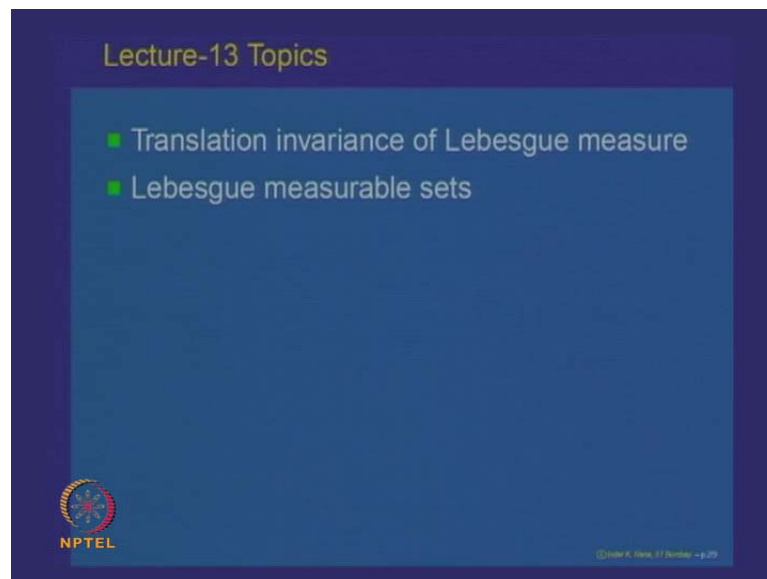 Lecture-13 Topics
Translation invariance of Lebesgue measure
Lebesgue measurable sets
NPTEL